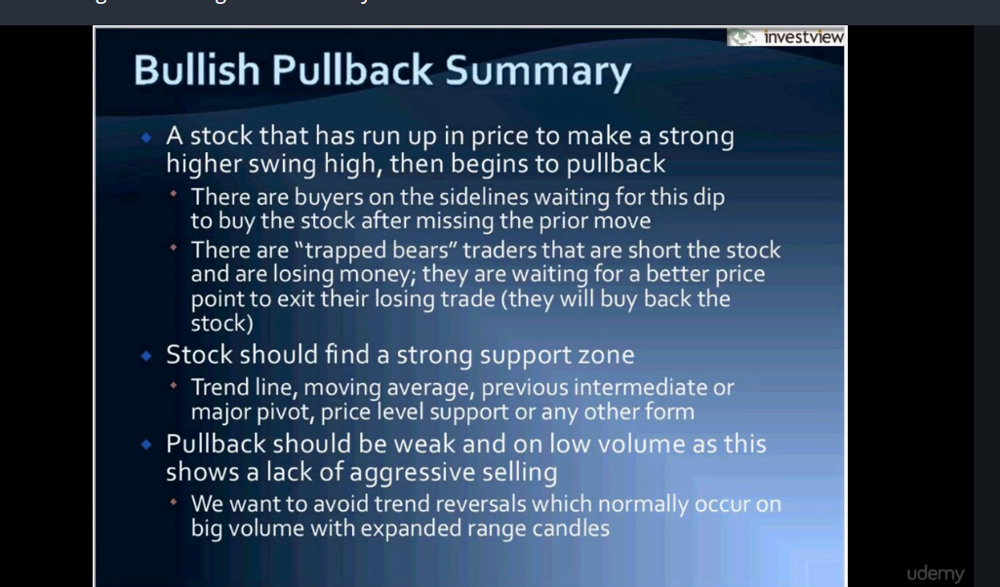 investview
Bullish Pullback Summary
A stock that has run up in price to make a strong
higher swing high, then begins to pullback
There are buyers on the sidelines waiting for this dip
to buy the stock after missing the prior move
There are “trapped bears” traders that are short the stock
and are losing money; they are waiting for a better price
point to exit their losing trade (they will buy back the
stock)
Stock should find a strong support zone
Trend line, moving average, previous intermediate or
major pivot, price level support or any other form
Pullback should be weak and on low volume as this
shows a lack of aggressive selling
We want to avoid trend reversals which normally occur on
big volume with expanded range candles
udemy